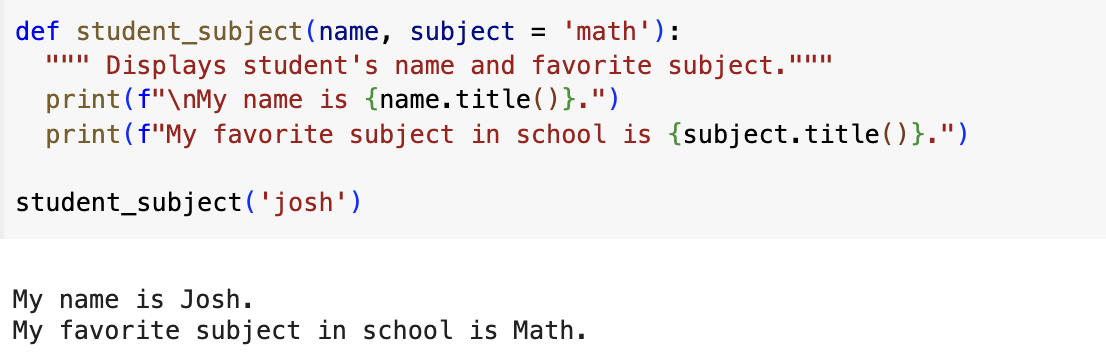 def student_subject(name, subject = 'math'):
  """ Displays student's name and favorite subject."""
  print(f"\nMy name is {name.title()}.")
  print(f"My favorite subject in school is {subject.title()}.")

student_subject('josh')

My name is Josh.
My favorite subject in school is Math.